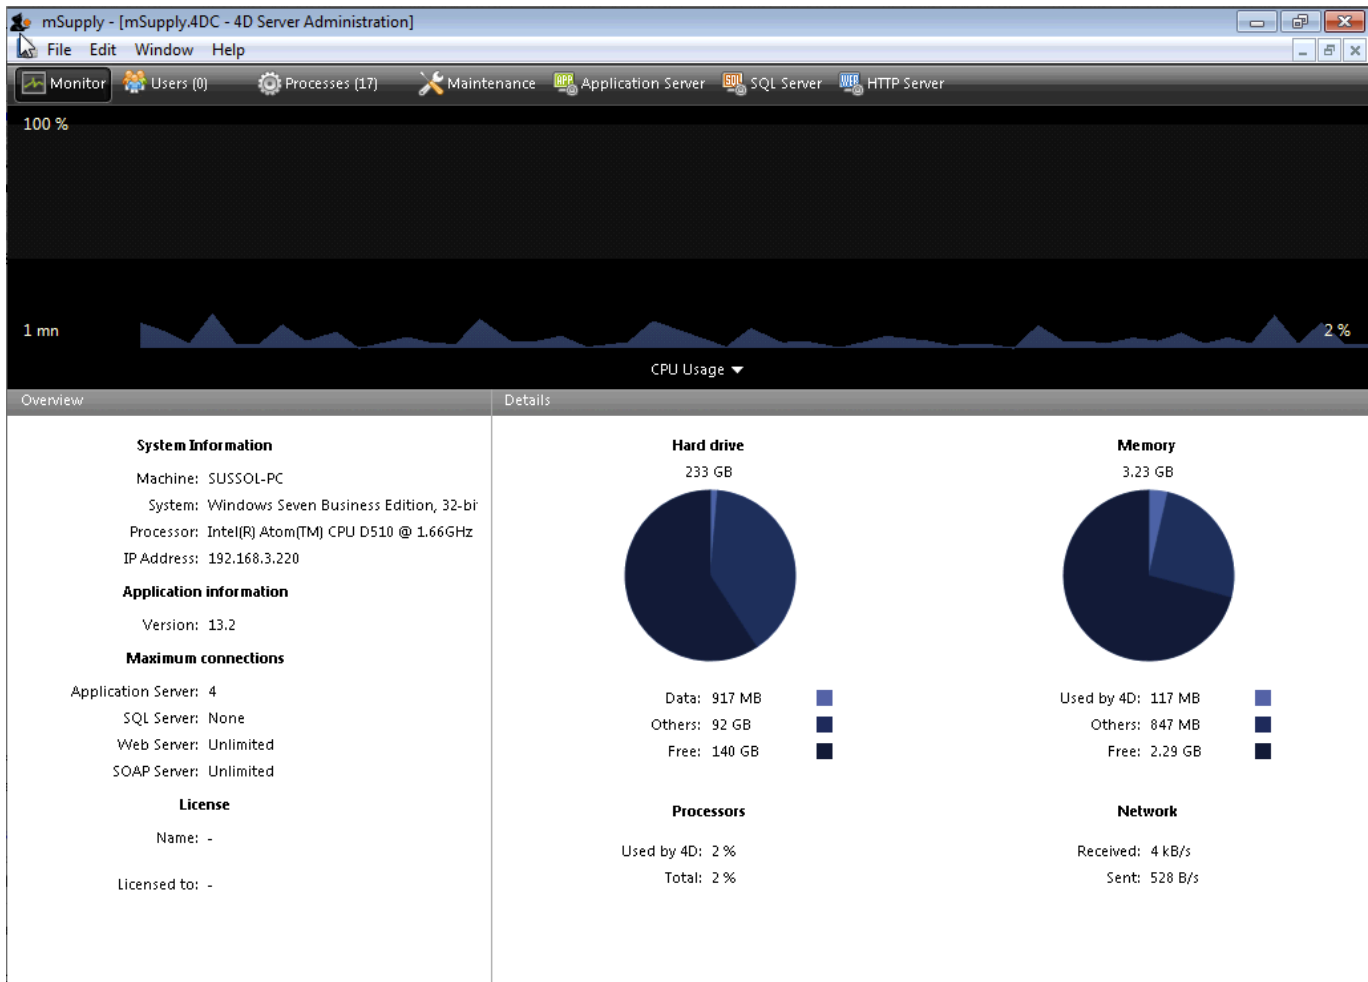 mSupply - [mSupply.4DC - 4D Server Administration]
File Edit Window Help
Monitor Users (0) Processes (17) Maintenance Application Server SQL Server HTTP Server
100 %
1 mn 2 %
CPU Usage
Overview Details
System Information
Machine: SUSSOL-PC
System: Windows Seven Business Edition, 32-bi
Processor: Intel(R) Atom(TM) CPU D510 @ 1.66GHz
IP Address: 192.168.3.220
Application information
Version: 13.2
Maximum connections
Application Server: 4
SQL Server: None
Web Server: Unlimited
SOAP Server: Unlimited
License
Name: -
Licensed to: -
Hard drive
233 GB
Data: 917 MB
Others: 92 GB
Free: 140 GB
Memory
3.23 GB
Used by 4D: 117 MB
Others: 847 MB
Free: 2.29 GB
Processors
Used by 4D: 2 %
Total: 2 %
Network
Received: 4 kB/s
Sent: 528 B/s